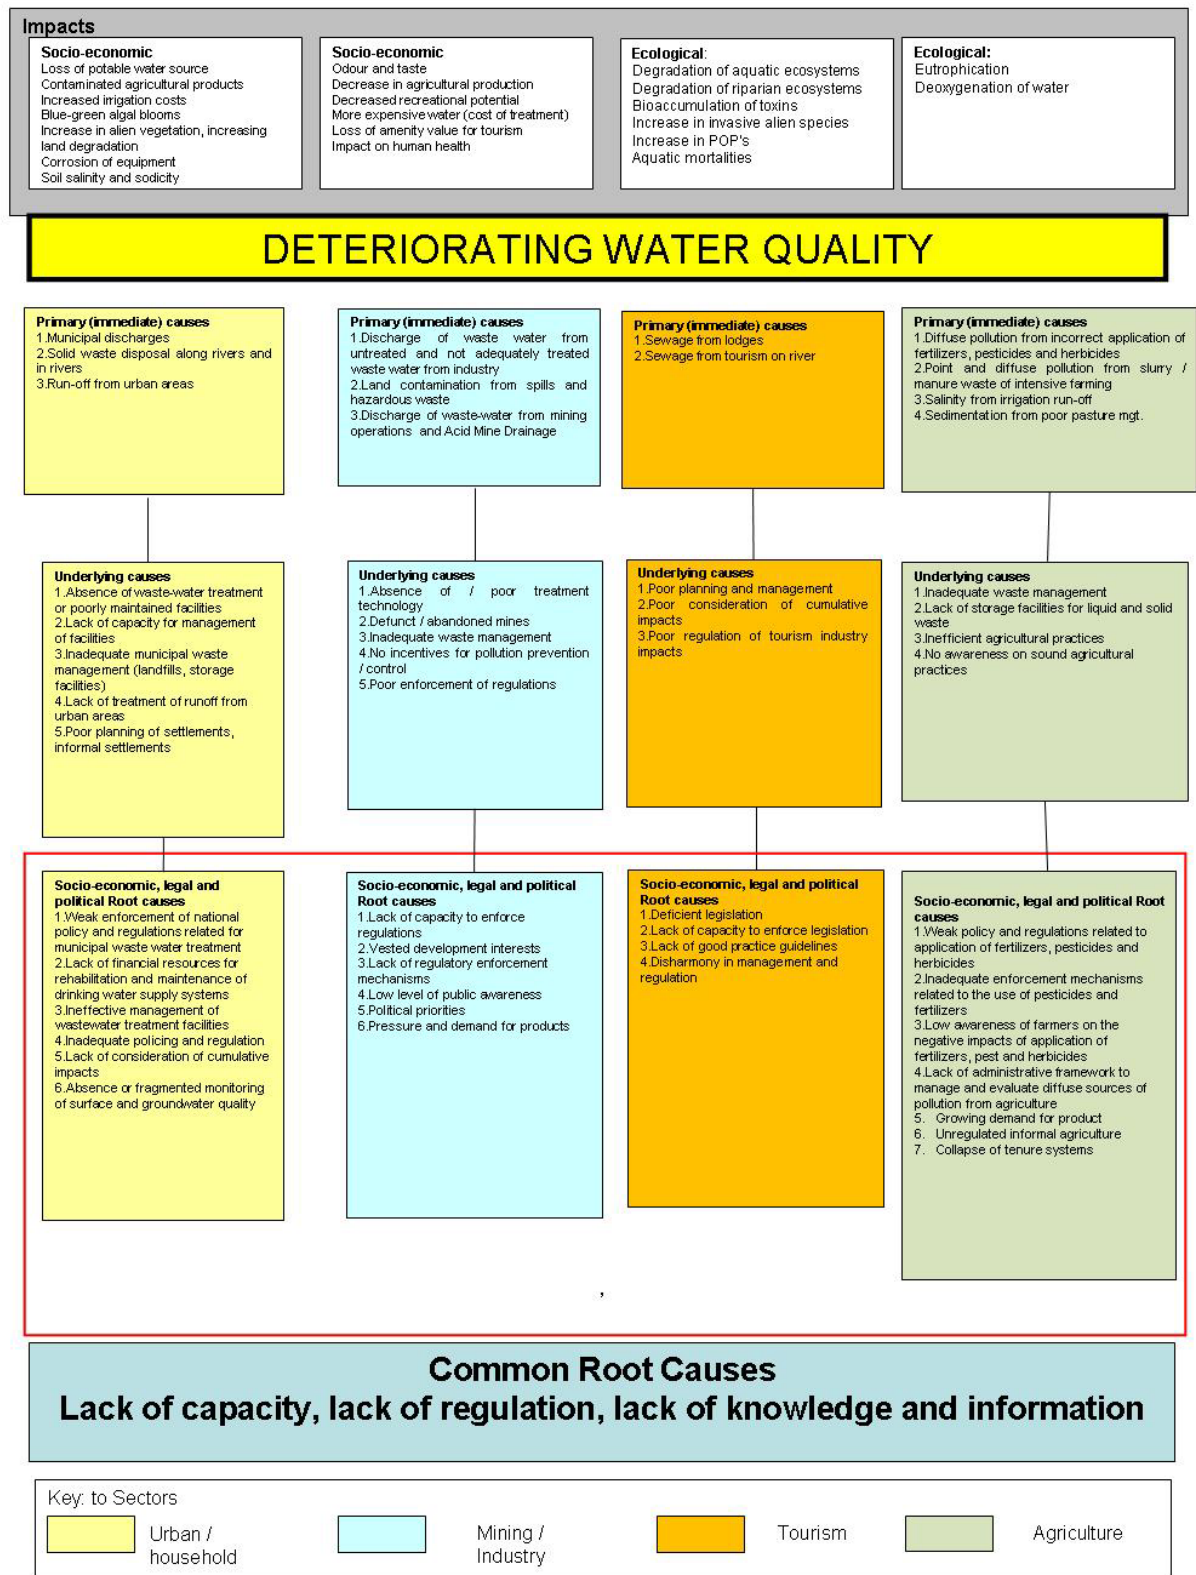 Impacts
Socio-economic
Loss of potable water source
Contaminated agricultural products
Increased irrigation costs
Blue-green algal blooms
Increase in alien vegetation, increasing
land degradation
Corrosion of equipment
Soil salinity and sodicity
Socio-economic
Odour and taste
Decrease in agricultural production
Decreased recreational potential
More expensive water (cost of treatment)
Loss of amenity value for tourism
Impact on human health
Ecological:
Degradation of aquatic ecosystems
Degradation of riparian ecosystems
Bioaccumulation of toxins
Increase in invasive alien species
Increase in POP's
Aquatic mortalities
Ecological:
Eutrophication
Deoxygenation of water
DETERIORATING WATER QUALITY
Primary (immediate) causes
1.Municipal discharges
2.Solid waste disposal along rivers and
in rivers
3.Run-off from urban areas
Primary (immediate) causes
1.Discharge of waste water from
untreated and not adequately treated
waste water from industry
2.Land contamination from spills and
hazardous waste
3.Discharge of waste-water from mining
operations and Acid Mine Drainage
Primary (immediate) causes
1.Sewage from lodges
2.Sewage from tourism on river
Primary (immediate) causes
1.Diffuse pollution from incorrect application of
fertilizers, pesticides and herbicides
2.Point and diffuse pollution from slurry /
manure waste of intensive farming
3.Salinity from irrigation run-off
4.Sedimentation from poor pasture mgt.
Underlying causes
1.Absence of waste-water treatment
or poorly maintained facilities
2.Lack of capacity for management
of facilities
3.Inadequate municipal waste
management (landfills, storage
facilities)
4.Lack of treatment of runoff from
urban areas
5.Poor planning of settlements,
informal settlements
Underlying causes
1.Absence of / poor treatment
technology
2.Defunct / abandoned mines
3.Inadequate waste management
4.No incentives for pollution prevention
/ control
5.Poor enforcement of regulations
Underlying causes
1.Poor planning and management
2.Poor consideration of cumulative
impacts
3.Poor regulation of tourism industry
impacts
Underlying causes
1.Inadequate waste management
2.Lack of storage facilities for liquid and solid
waste
3.Inefficient agricultural practices
4.No awareness on sound agricultural
practices
Socio-economic, legal and
political Root causes
1.Weak enforcement of national
policy and regulations related for
municipal waste water treatment
2.Lack of financial resources for
rehabilitation and maintenance of
drinking water supply systems
3.Ineffective management of
wastewater treatment facilities
4.Inadequate policing and regulation
5.Lack of consideration of cumulative
impacts
6.Absence or fragmented monitoring
of surface and groundwater quality
Socio-economic, legal and political
Root causes
1.Lack of capacity to enforce
regulations
2.Vested development interests
3.Lack of regulatory enforcement
mechanisms
4.Low level of public awareness
5.Political priorities
6.Pressure and demand for products
Socio-economic, legal and political
Root causes
1.Deficient legislation
2.Lack of capacity to enforce legislation
3.Lack of good practice guidelines
4.Disharmony in management and
regulation
Socio-economic, legal and political Root
causes
1.Weak policy and regulations related to
application of fertilizers, pesticides and
herbicides
2.Inadequate enforcement mechanisms
related to the use of pesticides and
fertilizers
3.Low awareness of farmers on the
negative impacts of application of
fertilizers, pest and herbicides
4.Lack of administrative framework to
manage and evaluate diffuse sources of
pollution from agriculture
5. Growing demand for product
6. Unregulated informal agriculture
7. Collapse of tenure systems
,
Common Root Causes
Lack of capacity, lack of regulation, lack of knowledge and information
Key: to Sectors
Urban /
household
Mining /
Industry
Tourism
Agriculture